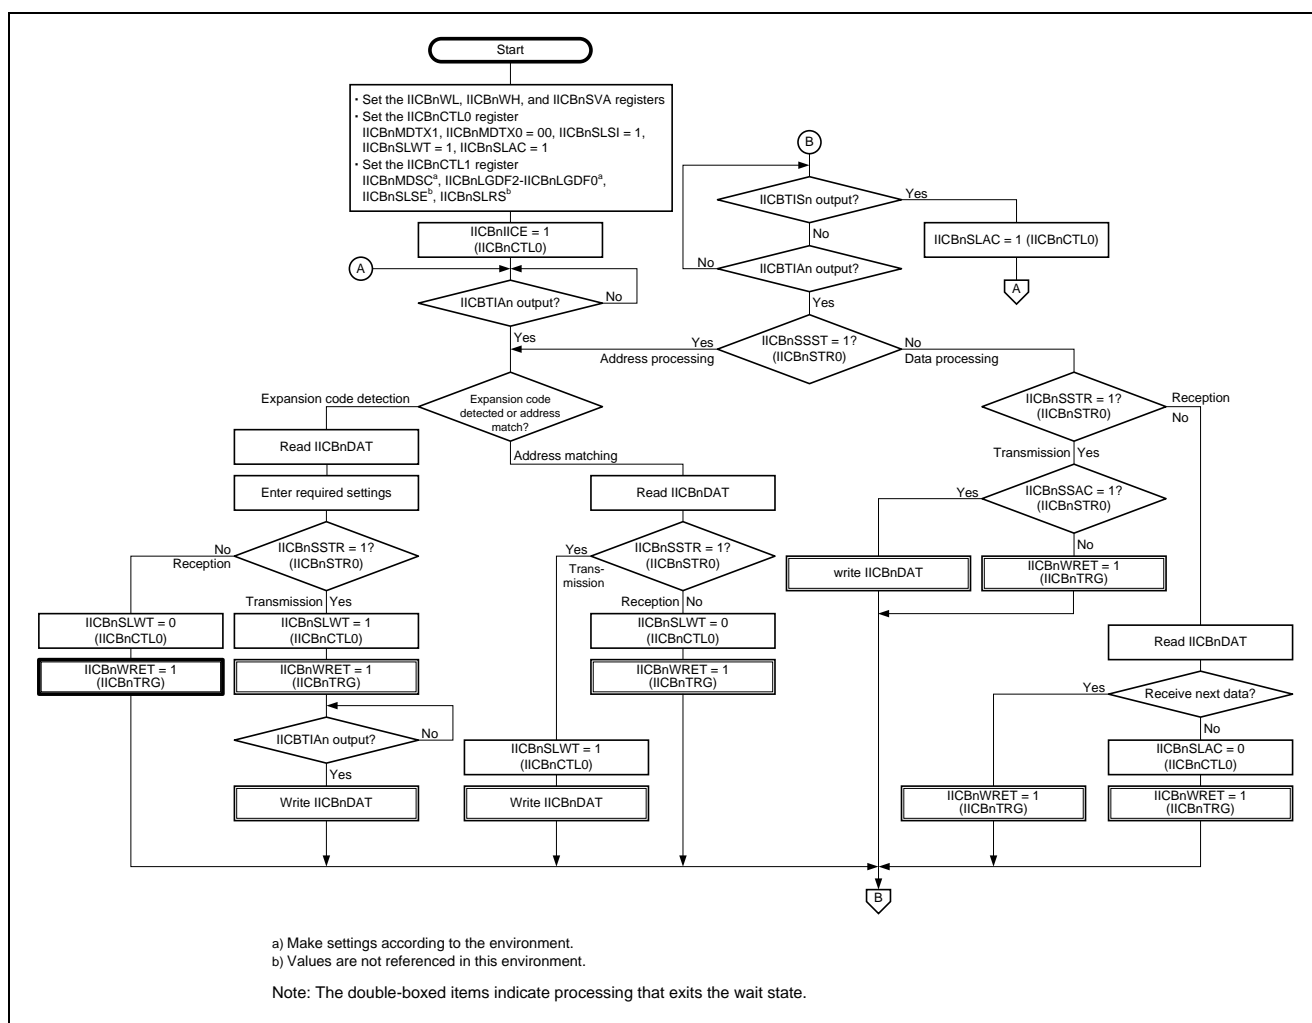 Start
・Set the IICBnWL, IICBnWH, and IICBnSVA registers
・Set the IICBnCTL0 register
IICBnMDTX1, IICBnMDTX0 = 00, IICBnSLSI = 1,
IICBnSLWT = 1, IICBnSLAC = 1
・Set the IICBnCTL1 register
IICBnMDSCa, IICBnLGDF2-IICBnLGDF0a,
IICBnSLSEb, IICBnSLRSb
IICBnIICE = 1
(IICBnCTL0)
A
IICBTIAn output?
No
Yes
B
IICBTISn output?
Yes
No
IICBnSLAC = 1 (IICBnCTL0)
A
IICBTIAn output?
No
Yes
IICBnSSST = 1?
(IICBnSTR0)
Yes
Address processing
No
Data processing
Expansion code detection
Expansion code
detected or address
match?
Address matching
Read IICBnDAT
Enter required settings
IICBnSSTR = 1?
(IICBnSTR0)
No
Reception
Transmission
Yes
IICBnSLWT = 0
(IICBnCTL0)
IICBnWRET = 1
(IICBnTRG)
IICBnSLWT = 1
(IICBnCTL0)
IICBnWRET = 1
(IICBnTRG)
IICBTIAn output?
No
Yes
Write IICBnDAT
Read IICBnDAT
IICBnSSTR = 1?
(IICBnSTR0)
Yes
Trans-
mission
Reception
No
IICBnSLWT = 0
(IICBnCTL0)
IICBnWRET = 1
(IICBnTRG)
IICBnSLWT = 1
(IICBnCTL0)
Write IICBnDAT
IICBnSSTR = 1?
(IICBnSTR0)
Reception
No
Transmission
Yes
IICBnSSAC = 1?
(IICBnSTR0)
Yes
No
write IICBnDAT
IICBnWRET = 1
(IICBnTRG)
Read IICBnDAT
Receive next data?
Yes
No
IICBnSLAC = 0
(IICBnCTL0)
IICBnWRET = 1
(IICBnTRG)
IICBnWRET = 1
(IICBnTRG)
B
a) Make settings according to the environment.
b) Values are not referenced in this environment.
Note: The double-boxed items indicate processing that exits the wait state.